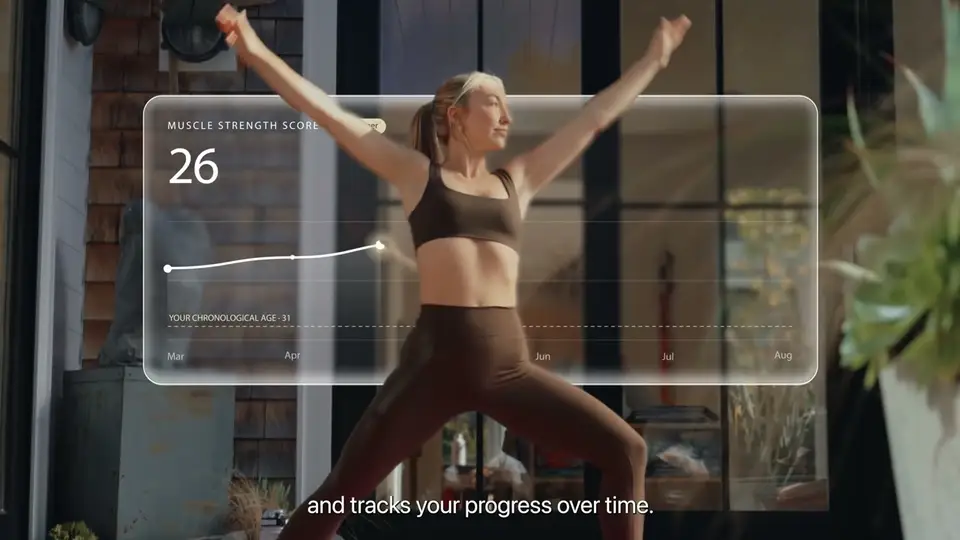 MUSCLE STRENGTH SCORE
26
YOUR CHRONOLOGICAL AGE - 31
Mar Apr Jun Jul Aug
and tracks your progress over time.